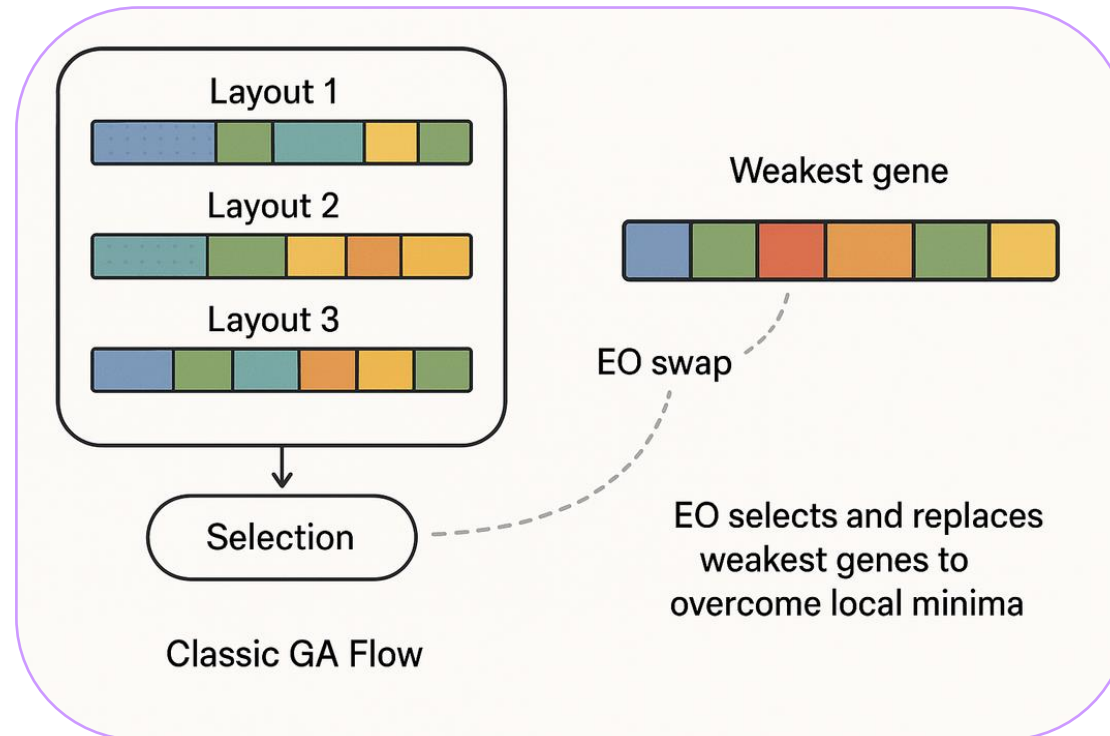 Layout 1
Layout 2
Layout 3
Selection
Classic GA Flow
Weakest gene
EO swap
EO selects and replaces
weakest genes to
overcome local minima